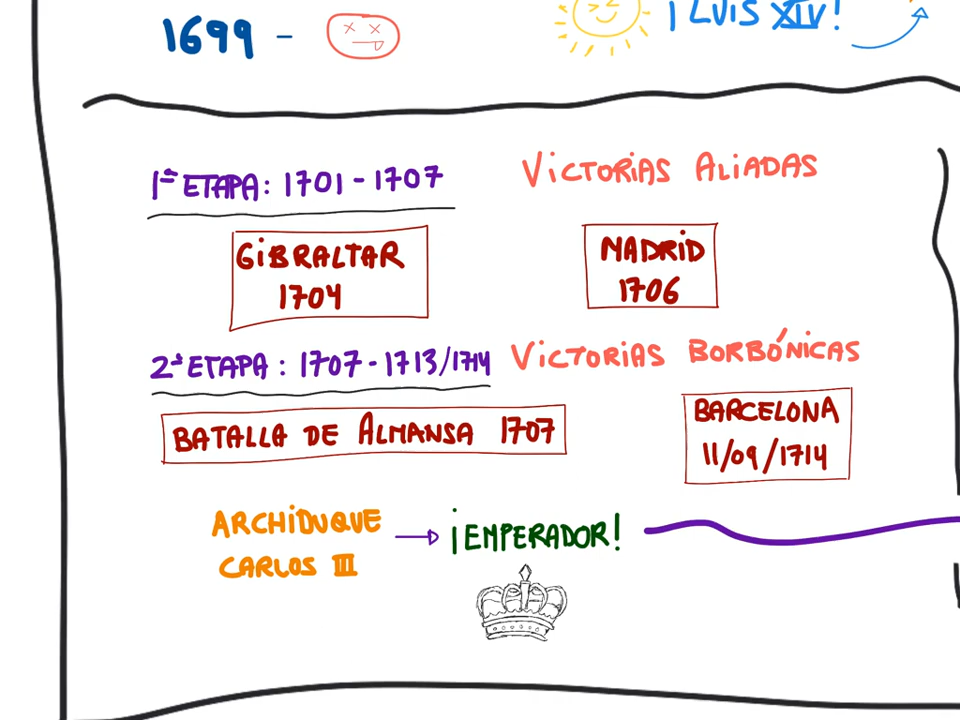 1699 -
¡LUIS XIV!
1ª ETAPA: 1701 - 1707
VICTORIAS ALIADAS
GIBRALTAR
1704
MADRID
1706
2ª ETAPA: 1707 - 1713/1714
VICTORIAS BORBÓNICAS
BATALLA DE ALMANSA 1707
BARCELONA
11/09/1714
ARCHIDUQUE
CARLOS III
¡EMPERADOR!